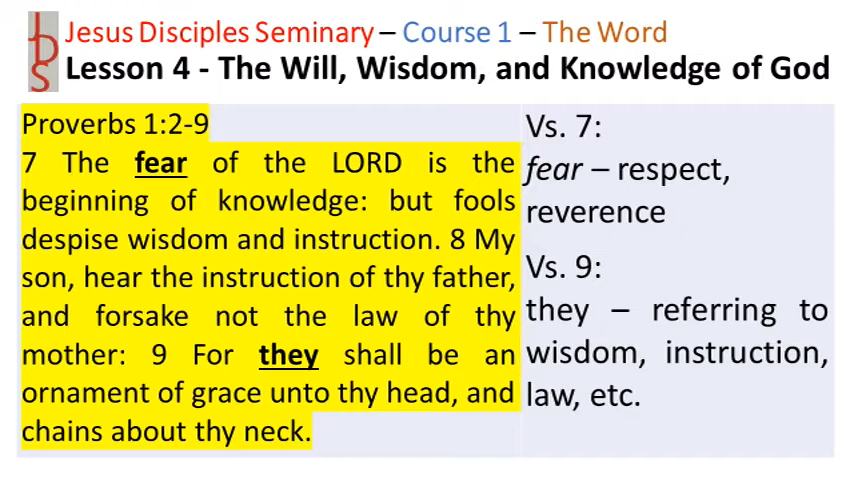 JDS
Jesus Disciples Seminary – Course 1 – The Word
Lesson 4 - The Will, Wisdom, and Knowledge of God
Proverbs 1:2-9
7 The fear of the LORD is the
beginning of knowledge: but fools
despise wisdom and instruction. 8 My
son, hear the instruction of thy father,
and forsake not the law of thy
mother: 9 For they shall be an
ornament of grace unto thy head, and
chains about thy neck.
Vs. 7:
fear – respect,
reverence
Vs. 9:
they – referring to
wisdom, instruction,
law, etc.